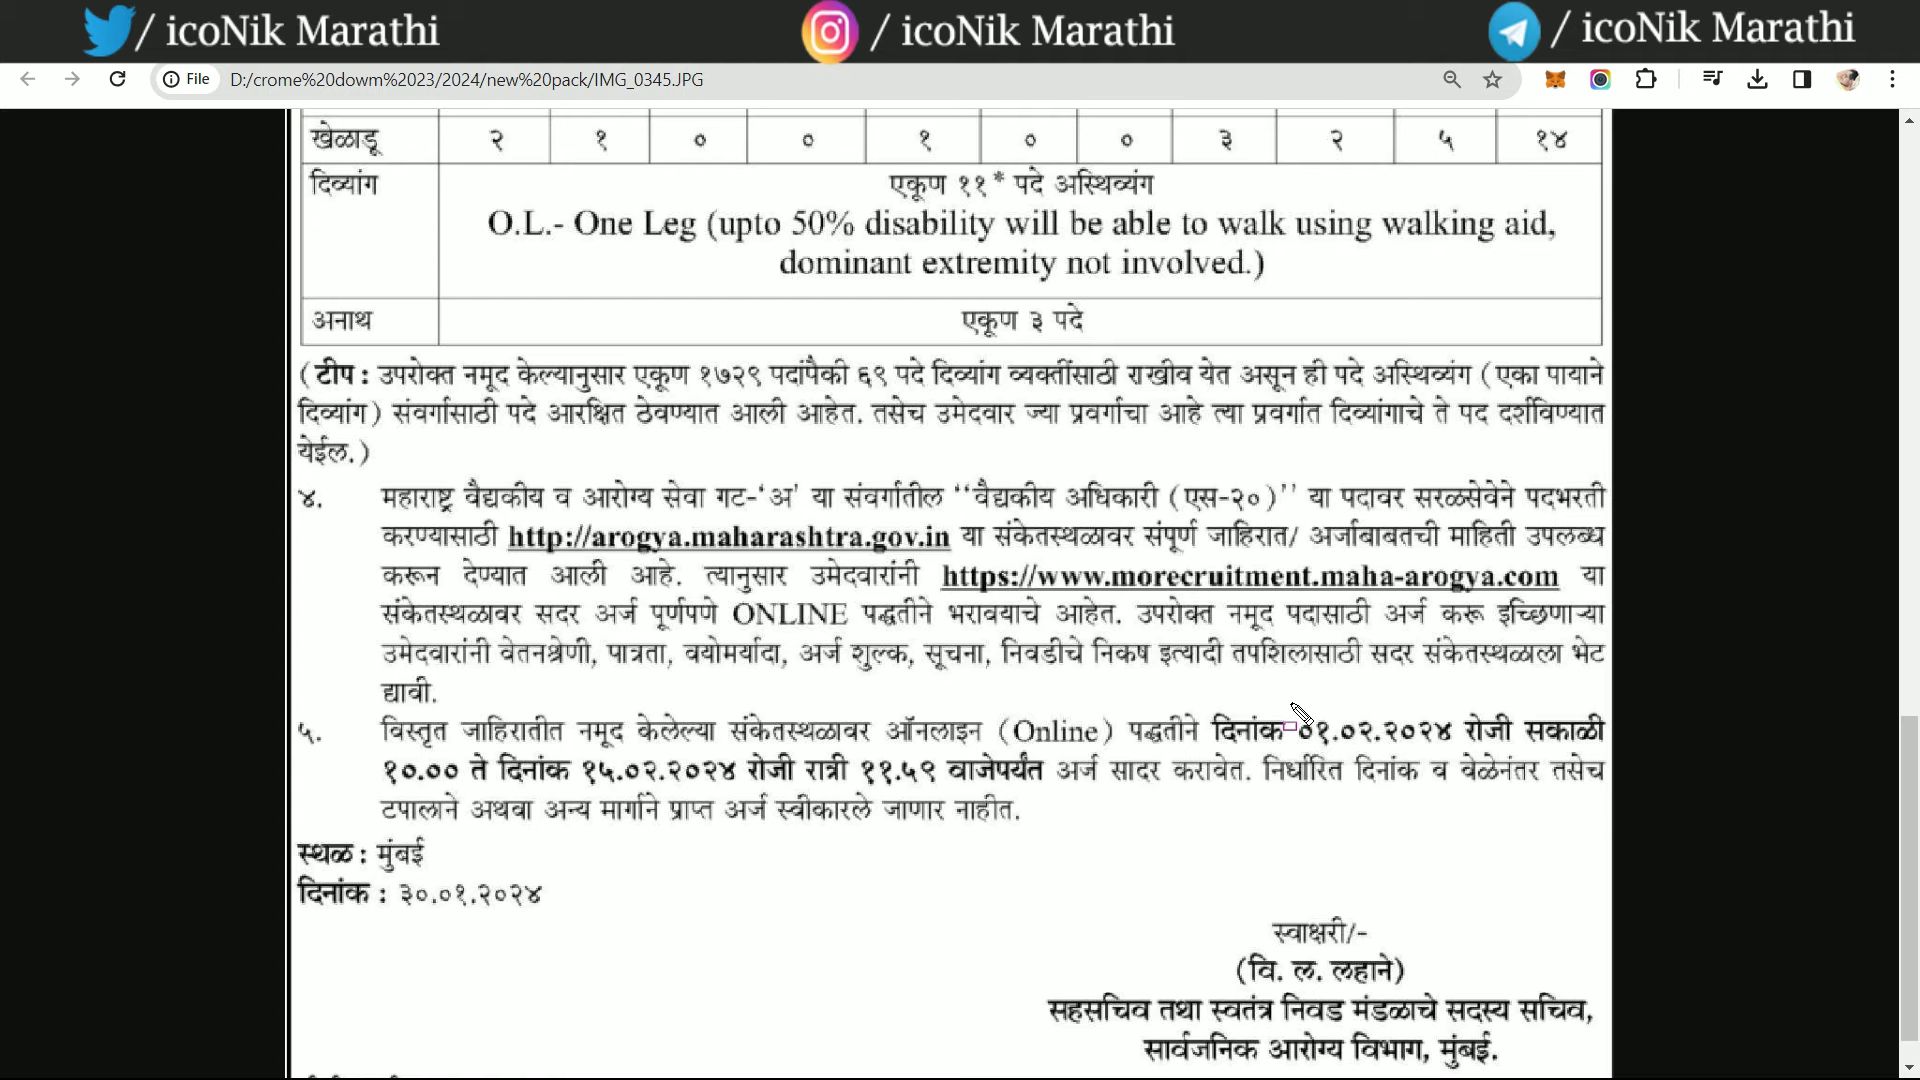 / icoNik Marathi / icoNik Marathi / icoNik Marathi
File D:/crome%20dowm%2023/2024/new%20pack/IMG_0345.JPG
खेळाडू २ १ ० ० १ ० ० ३ २ ५ १४
दिव्यांग एकूण ११* पदे अस्थिव्यंग
O.L.- One Leg (upto 50% disability will be able to walk using walking aid,
dominant extremity not involved.)
अनाथ एकूण ३ पदे
(टीप : उपरोक्त नमूद केल्यानुसार एकूण १७२९ पदांपैकी ६९ पदे दिव्यांग व्यक्तींसाठी राखीव येत असून ही पदे अस्थिव्यंग (एका पायाने
दिव्यांग) संवर्गासाठी पदे आरक्षित ठेवण्यात आली आहेत. तसेच उमेदवार ज्या प्रवर्गाचा आहे त्या प्रवर्गात दिव्यांगाचे ते पद दर्शविण्यात
येईल.)
४. महाराष्ट्र वैद्यकीय व आरोग्य सेवा गट-‘अ’ या संवर्गातील ‘‘वैद्यकीय अधिकारी (एस-२०)’’ या पदावर सरळसेवेने पदभरती
करण्यासाठी http://arogya.maharashtra.gov.in या संकेतस्थळावर संपूर्ण जाहिरात/ अर्जाबाबतची माहिती उपलब्ध
करून देण्यात आली आहे. त्यानुसार उमेदवारांनी https://www.morecruitment.maha-arogya.com या
संकेतस्थळावर सदर अर्ज पूर्णपणे ONLINE पद्धतीने भरावयाचे आहेत. उपरोक्त नमूद पदासाठी अर्ज करू इच्छिणाऱ्या
उमेदवारांनी वेतनश्रेणी, पात्रता, वयोमर्यादा, अर्ज शुल्क, सूचना, निवडीचे निकष इत्यादी तपशिलासाठी सदर संकेतस्थळाला भेट
द्यावी.
५. विस्तृत जाहिरातीत नमूद केलेल्या संकेतस्थळावर ऑनलाइन (Online) पद्धतीने दिनांक ०१.०२.२०२४ रोजी सकाळी
१०.०० ते दिनांक १५.०२.२०२४ रोजी रात्री ११.५९ वाजेपर्यंत अर्ज सादर करावेत. निर्धारित दिनांक व वेळेनंतर तसेच
टपालाने अथवा अन्य मार्गाने प्राप्त अर्ज स्वीकारले जाणार नाहीत.
स्थळ : मुंबई
दिनांक : ३०.०१.२०२४
स्वाक्षरी/-
(वि. ल. लहाने)
सहसचिव तथा स्वतंत्र निवड मंडळाचे सदस्य सचिव,
सार्वजनिक आरोग्य विभाग, मुंबई.